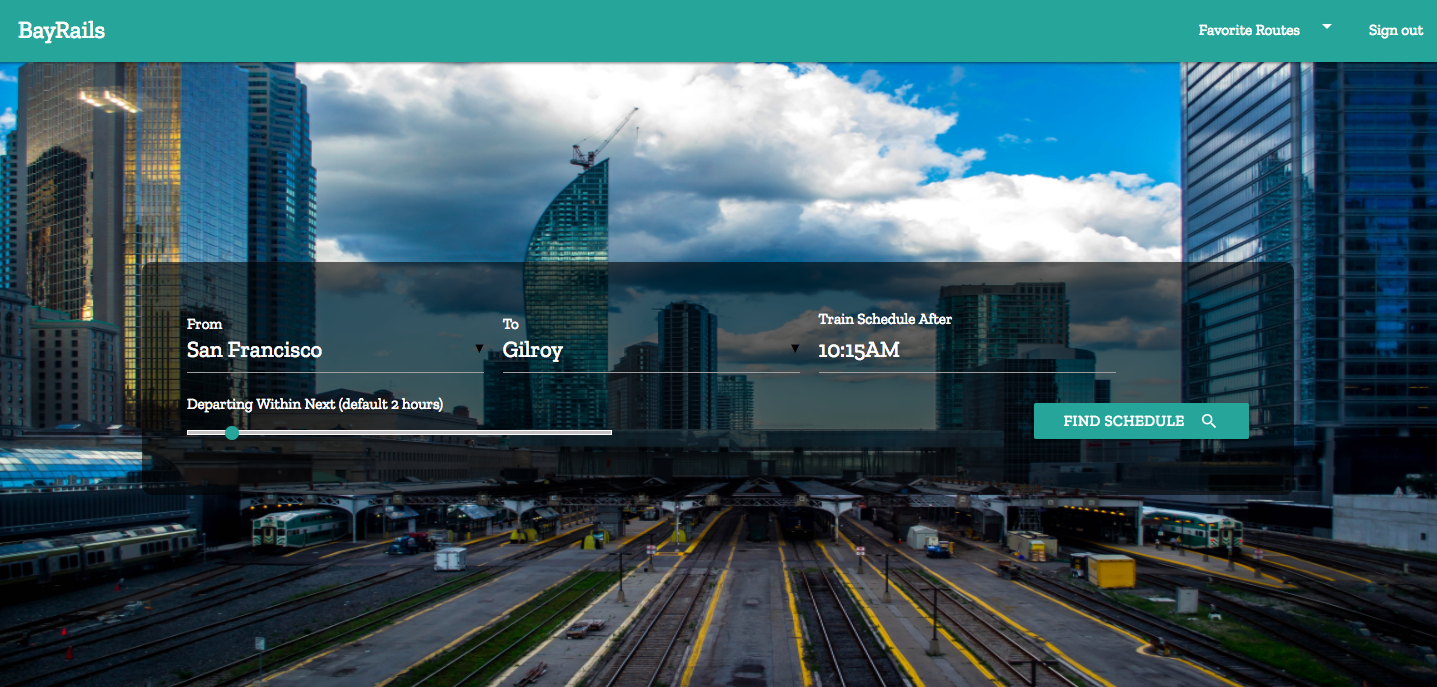 BayRails
Favorite Routes
Sign out
From
San Francisco
To
Gilroy
Train Schedule After
10:15AM
Departing Within Next (default 2 hours)
FIND SCHEDULE